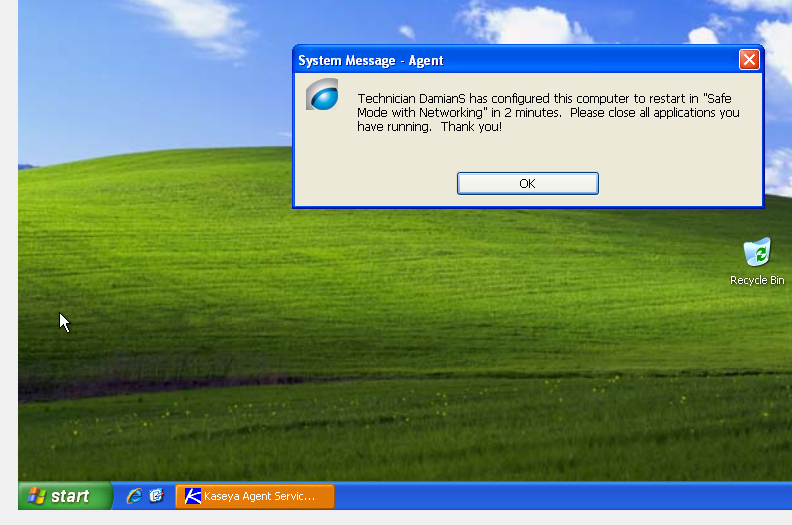 System Message - Agent
Technician DamianS has configured this computer to restart in "Safe
Mode with Networking" in 2 minutes.  Please close all applications you
have running.  Thank you!
OK
Recycle Bin
start
Kaseya Agent Servic...